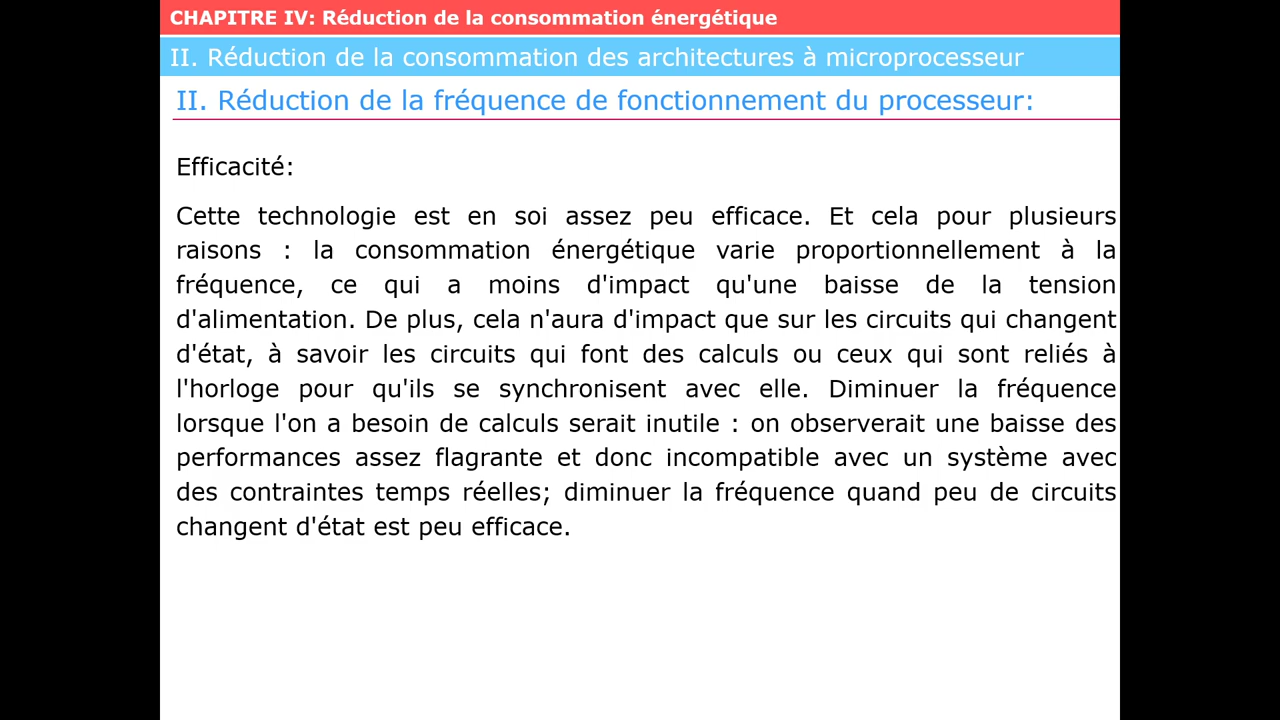 CHAPITRE IV: Réduction de la consommation énergétique
II. Réduction de la consommation des architectures à microprocesseur
II. Réduction de la fréquence de fonctionnement du processeur:
Efficacité:
Cette technologie est en soi assez peu efficace. Et cela pour plusieurs
raisons : la consommation énergétique varie proportionnellement à la
fréquence, ce qui a moins d'impact qu'une baisse de la tension
d'alimentation. De plus, cela n'aura d'impact que sur les circuits qui changent
d'état, à savoir les circuits qui font des calculs ou ceux qui sont reliés à
l'horloge pour qu'ils se synchronisent avec elle. Diminuer la fréquence
lorsque l'on a besoin de calculs serait inutile : on observerait une baisse des
performances assez flagrante et donc incompatible avec un système avec
des contraintes temps réelles; diminuer la fréquence quand peu de circuits
changent d'état est peu efficace.